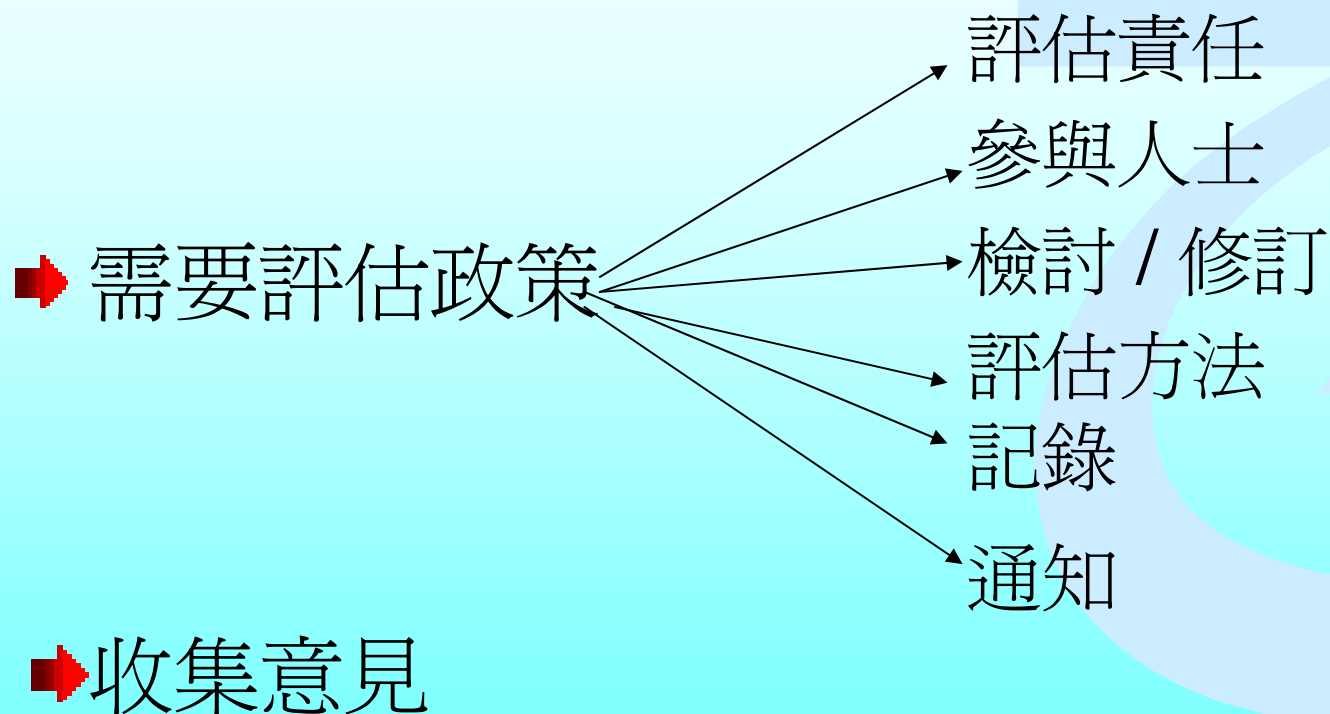 需要評估政策
評估責任
參與人士
檢討 / 修訂
評估方法
記錄
通知
收集意見